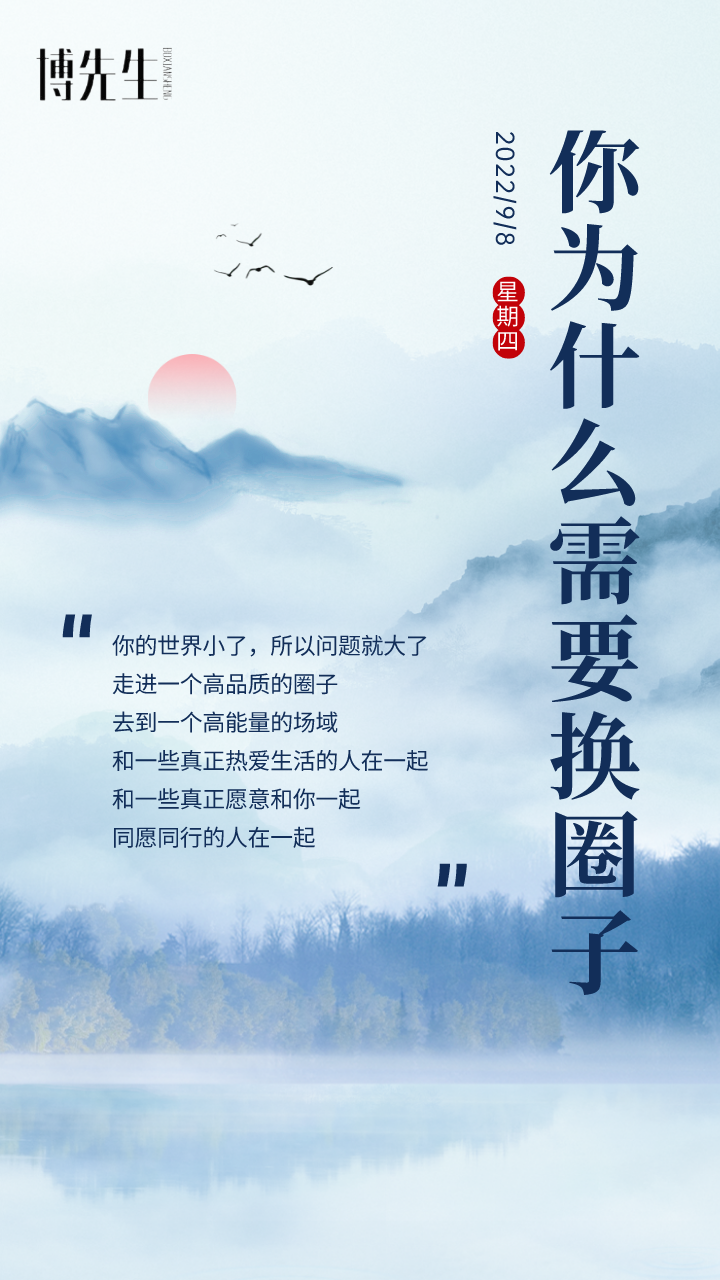 博先生
BOXIANSHENG
你为什么需要换圈子
2022/9/8
星期四
"
你的世界小了，所以问题就大了
走进一个高品质的圈子
去到一个高能量的场域
和一些真正热爱生活的人在一起
和一些真正愿意和你一起
同愿同行的人在一起
"